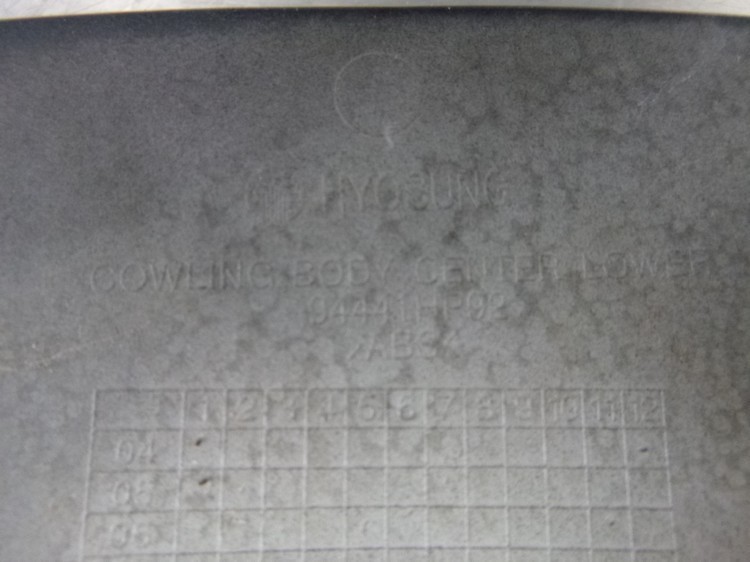 HYOSUNG
COWLING BODY CENTER LOWER
94441HP92
>ABS<
1 2 3 4 5 6 7 8 9 10 11 12
04
05
06